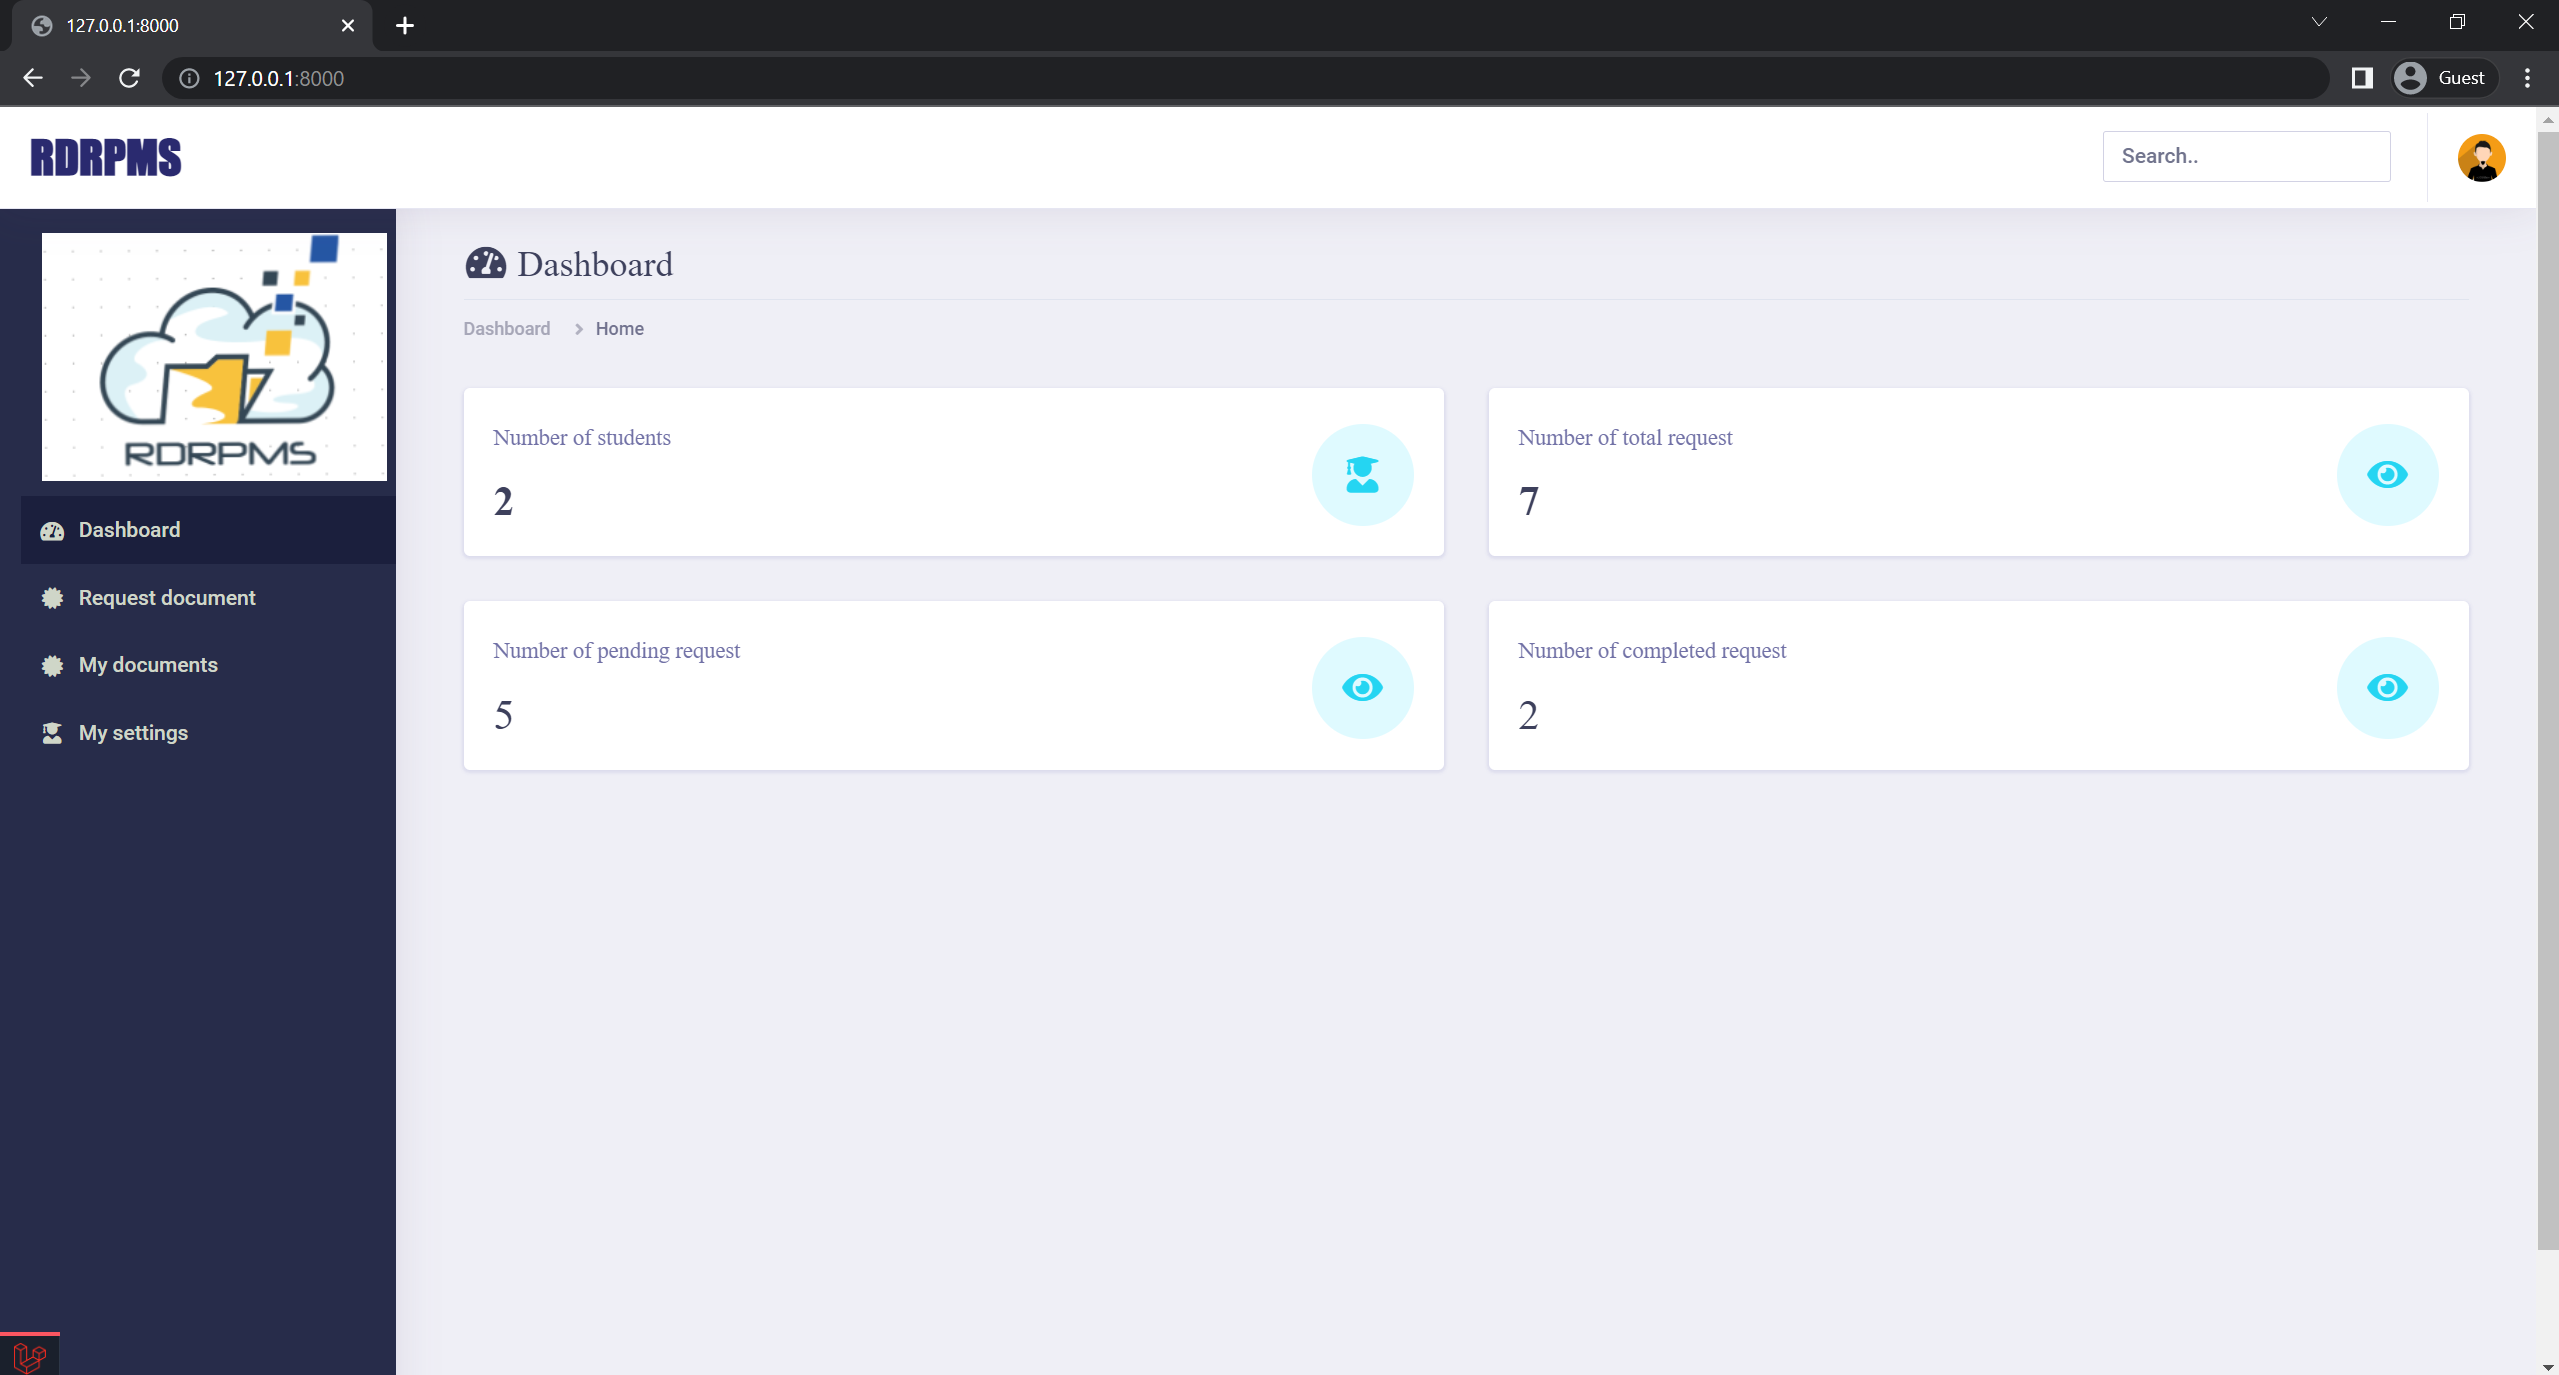 127.0.0.1:8000
127.0.0.1:8000
Guest
RDRPMS
Search..
RDRPMS
Dashboard
Request document
My documents
My settings
Dashboard
Dashboard
Home
Number of students
2
Number of total request
7
Number of pending request
5
Number of completed request
2